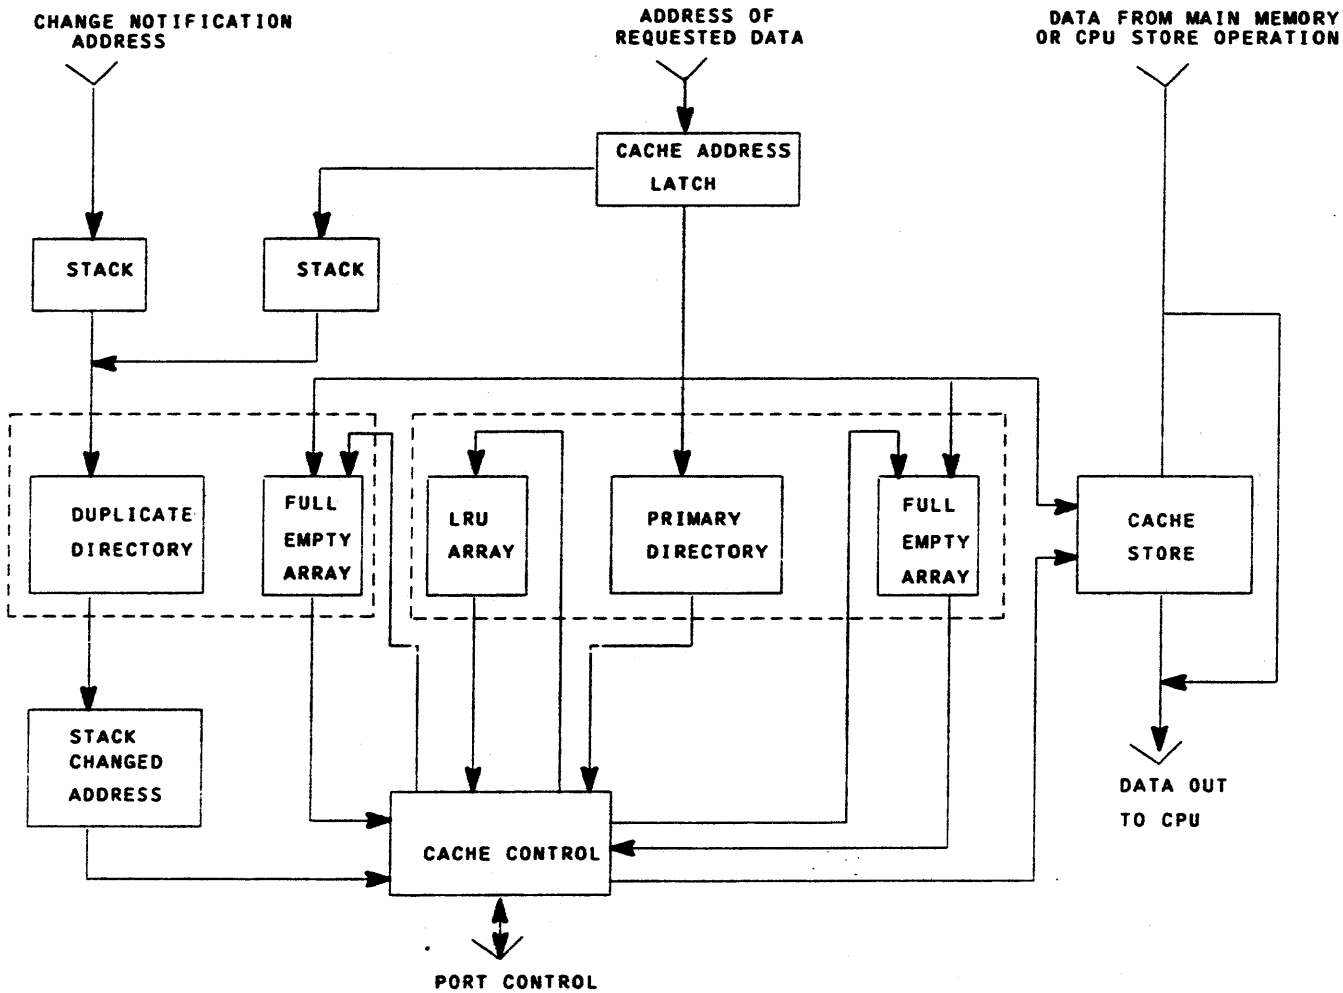 CHANGE NOTIFICATION
ADDRESS
ADDRESS OF
REQUESTED DATA
DATA FROM MAIN MEMORY
OR CPU STORE OPERATION
CACHE ADDRESS
LATCH
STACK
STACK
DUPLICATE
DIRECTORY
FULL
EMPTY
ARRAY
LRU
ARRAY
PRIMARY
DIRECTORY
FULL
EMPTY
ARRAY
CACHE
STORE
STACK
CHANGED
ADDRESS
CACHE CONTROL
DATA OUT
TO CPU
PORT CONTROL